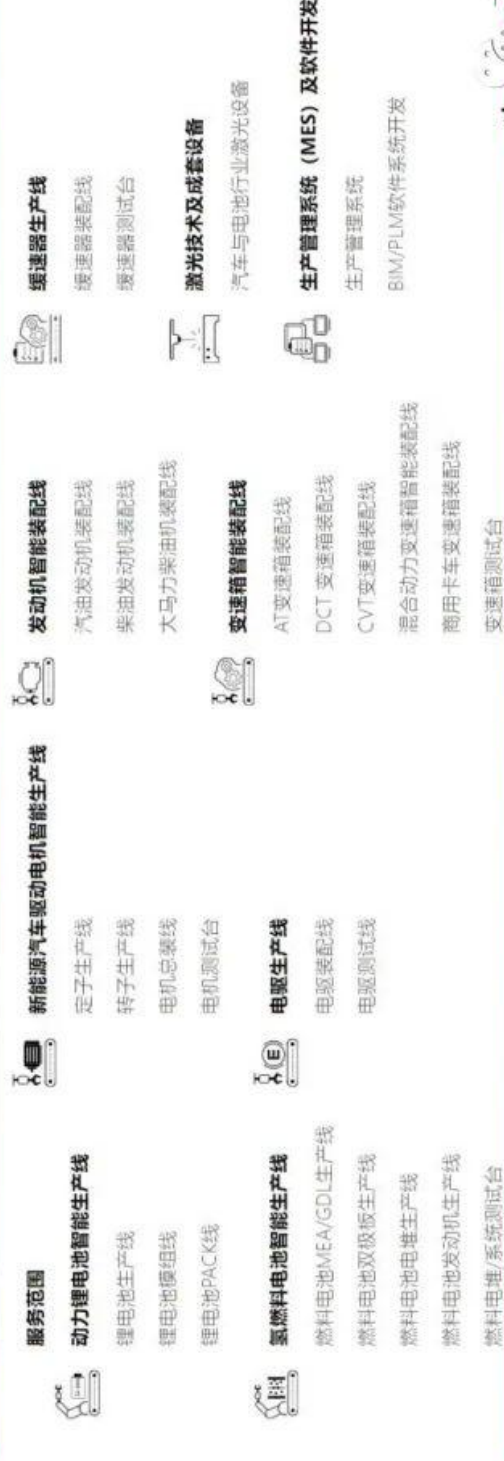 服务范围
动力锂电池智能生产线
锂电池生产线
锂电池模组线
锂电池PACK线
氢燃料电池智能生产线
燃料电池MEA/GDL生产线
燃料电池双极板生产线
燃料电池电堆生产线
燃料电池发动机生产线
燃料电堆/系统测试台
新能源汽车驱动电机智能生产线
定子生产线
转子生产线
电机总装线
电机测试台
电驱生产线
电驱装配线
电驱测试线
发动机智能装配线
汽油发动机装配线
柴油发动机装配线
大马力柴油机装配线
变速箱智能装配线
AT变速箱装配线
DCT 变速箱装配线
CVT变速箱装配线
混合动力变速箱智能装配线
商用卡车变速箱装配线
变速箱测试台
缓速器生产线
缓速器装配线
缓速器测试台
激光技术及成套设备
汽车与电池行业激光设备
生产管理系统（MES）及软件开发
生产管理系统
BIM/PLM软件系统开发